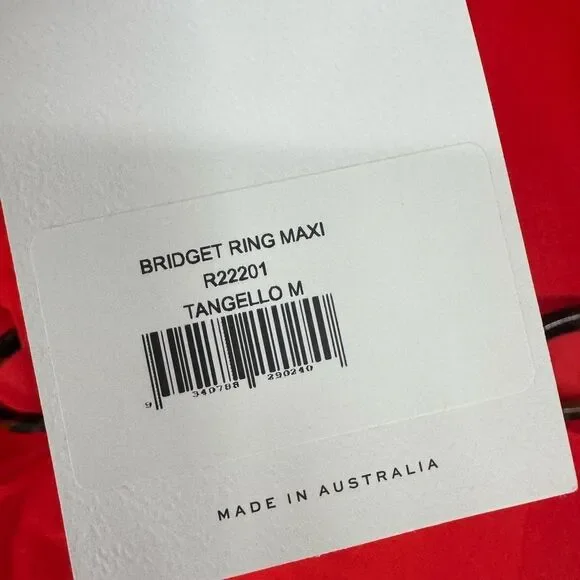 BRIDGET RING MAXI
R22201
TANGELLO M
9 340788 290240
MADE IN AUSTRALIA